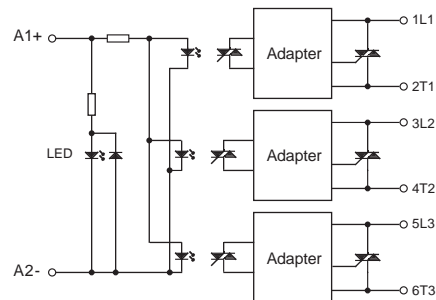 A1+
1L1
Adapter
2T1
3L2
LED
Adapter
4T2
5L3
Adapter
A2-
6T3